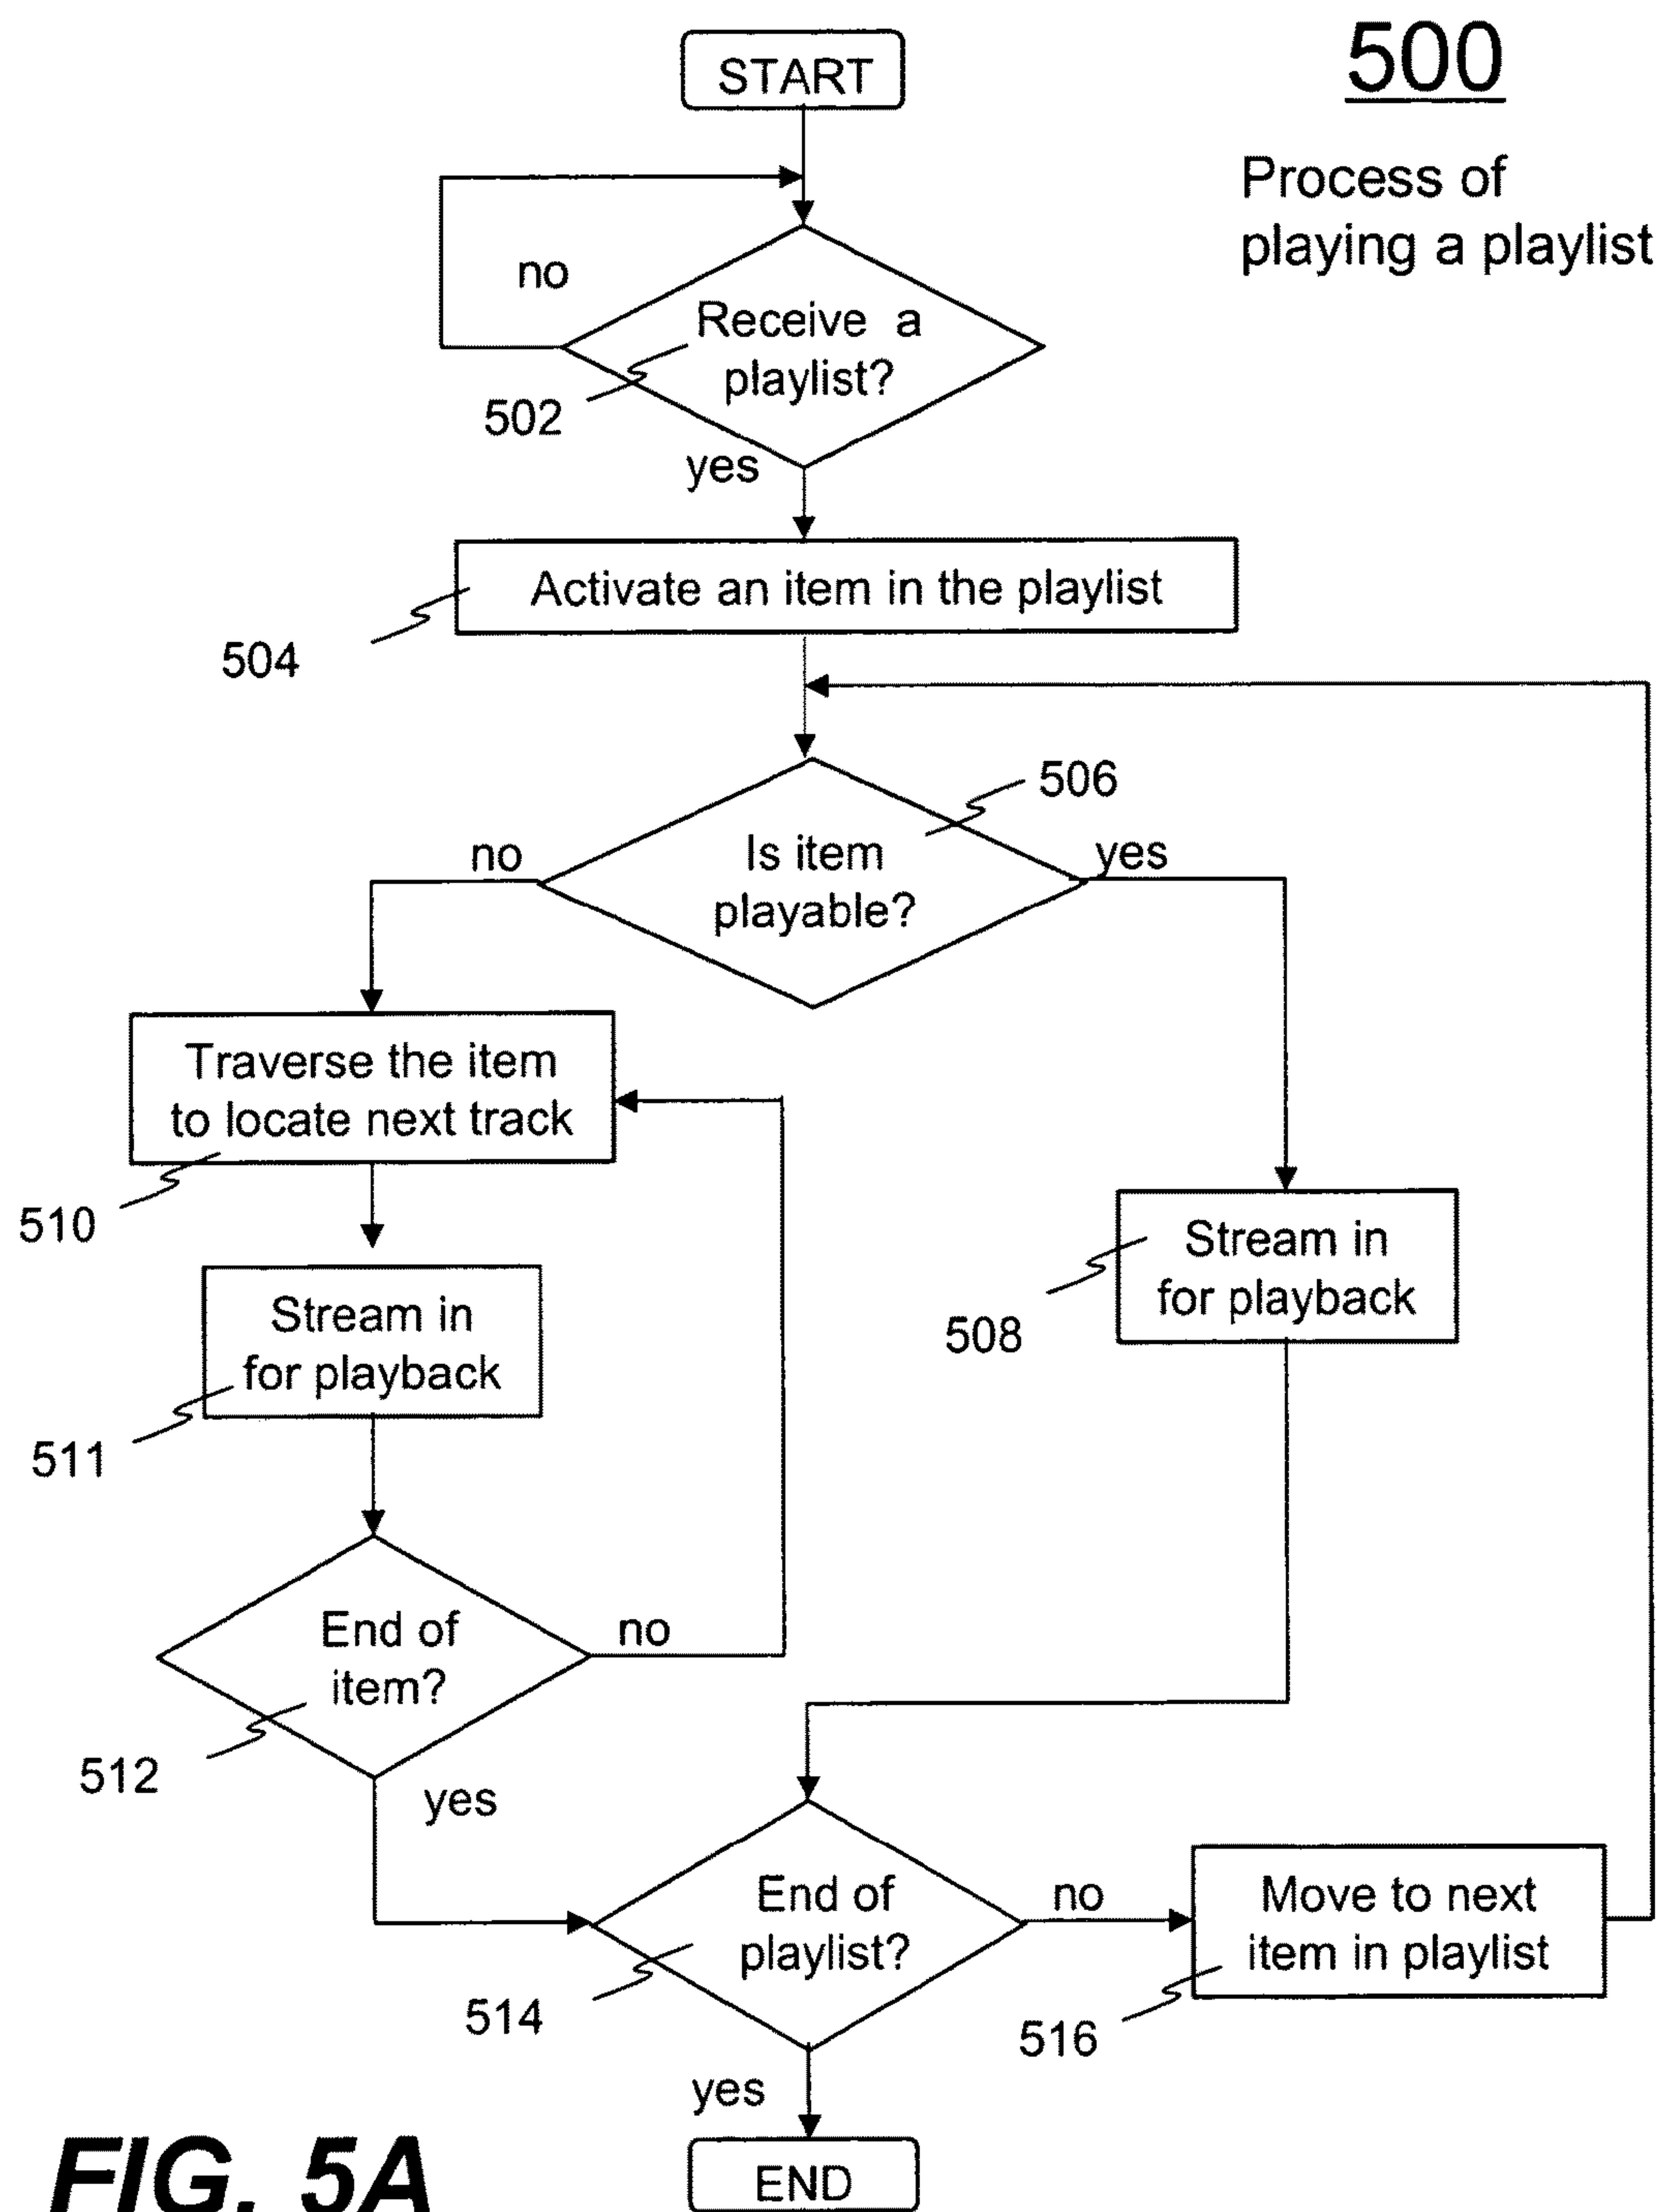 START
500
Process of
playing a playlist
no
Receive a
playlist?
502
yes
Activate an item in the playlist
504
506
no
Is item
playable?
yes
Traverse the item
to locate next track
510
Stream in
for playback
508
Stream in
for playback
511
End of
item?
no
512
yes
End of
playlist?
no
Move to next
item in playlist
514
516
yes
END
FIG. 5A